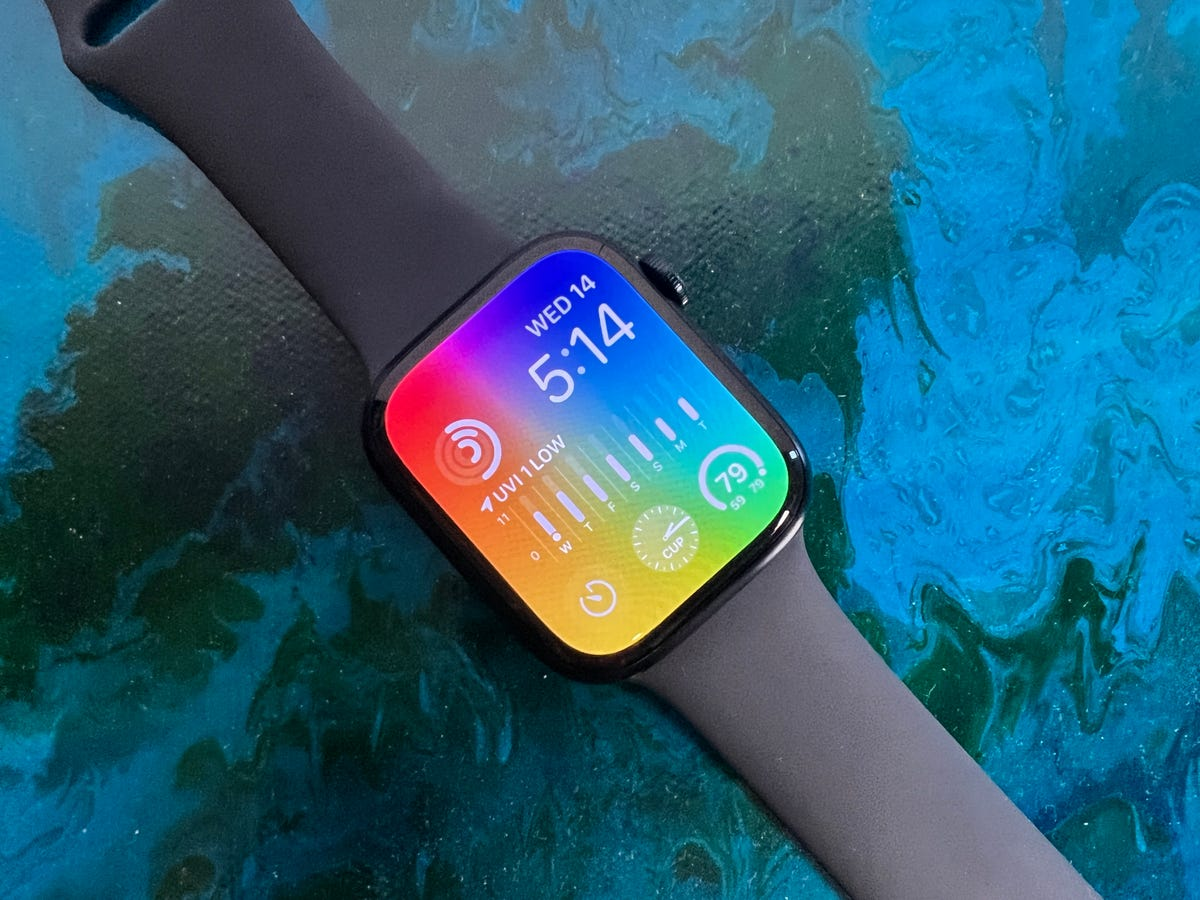 WED 14
5:14
UVI 1 LOW
11
0
W T F S S M T
79
59 79
CUP